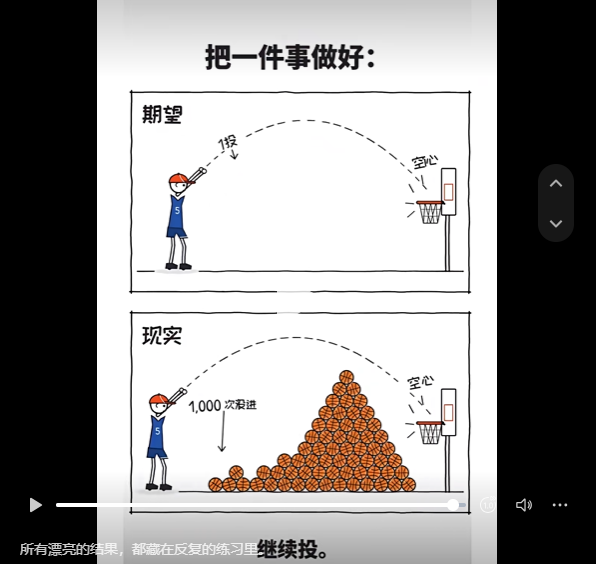 把一件事做好：
期望
1投
空心
5
现实
空心
1,000 次没进
5
所有漂亮的结果，都藏在反复的练习里
继续投。